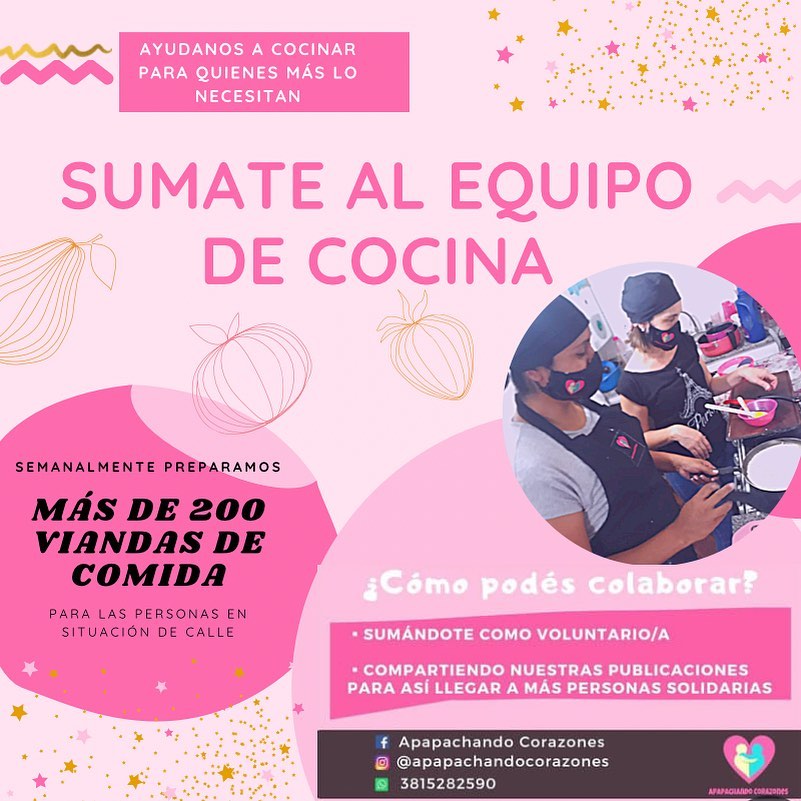 AYUDANOS A COCINAR
PARA QUIENES MÁS LO
NECESITAN
SUMATE AL EQUIPO
DE COCINA
SEMANALMENTE PREPARAMOS
MÁS DE 200
VIANDAS DE
COMIDA
PARA LAS PERSONAS EN
SITUACIÓN DE CALLE
¿Cómo podés colaborar?
• SUMÁNDOTE COMO VOLUNTARIO/A
• COMPARTIENDO NUESTRAS PUBLICACIONES
PARA ASÍ LLEGAR A MÁS PERSONAS SOLIDARIAS
Apapachando Corazones
@apapachandocorazones
3815282590
APAPACHANDO CORAZONES